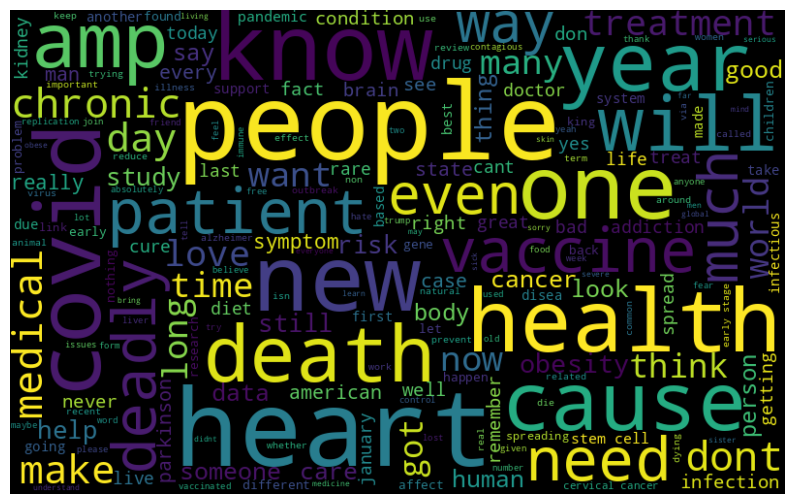 amp
know
way
treatment
people
year
will
chronic
covid
day
patient
even
one
much
world
vaccine
new
death
heart
health
cause
need
dont
medical
deadly
long
time
make
love
risk
want
study
many
thing
good
pandemic
condition
another
found
living
keep
use
today
don
thank
women
serious
say
drug
review
contagious
trying
kidney
man
every
support
fact
brain
see
doctor
system
made
called
via
far
mind
children
important
illness
feel
immune
effect
best
two
skin
yeah
king
replication
join
problem
obese
friend
reduce
last
rare
state
cant
yes
term
life
treat
anyone
around
men
global
take
really
virus
absolutely
free
outbreak
non
based
right
great
bad
addiction
due
link
lot
early
cure
tell
hate
trump
may
sorry
week
food
back
infectious
animal
nothing
symptom
alzheimer
believe
gene
cancer
look
spread
fear
bring
isn
learn
natural
used
sick
severe
case
disea
diet
body
first
let
old
common
early stage
liver
issues
form
try
research
still
prevent
now
obesity
think
person
getting
never
recent
word
maybe
parkinson
data
american
well
work
happen
related
die
help
going
please
didnt
whether
control
lost
got
remember
real
given
spreading
stem cell
dying
sister
live
someone
care
january
different
vaccinated
medicine
affect
human
number
cervical cancer
infection
understand